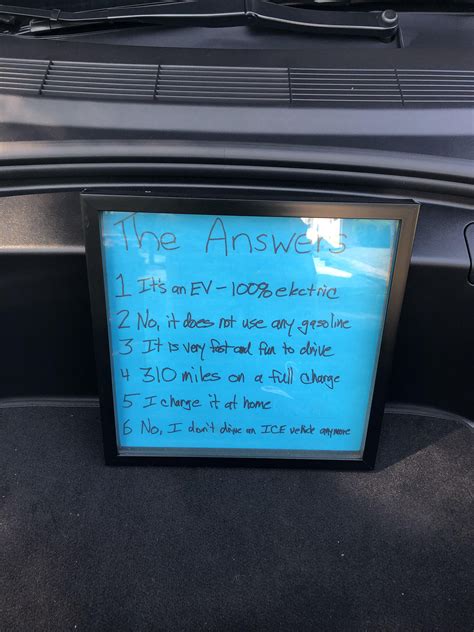 The Answers
1 It's an EV - 100% electric
2 No, it does not use any gasoline
3 It is very fast and fun to drive
4 310 miles on a full charge
5 I charge it at home
6 No, I don't drive an ICE vehicle anymore